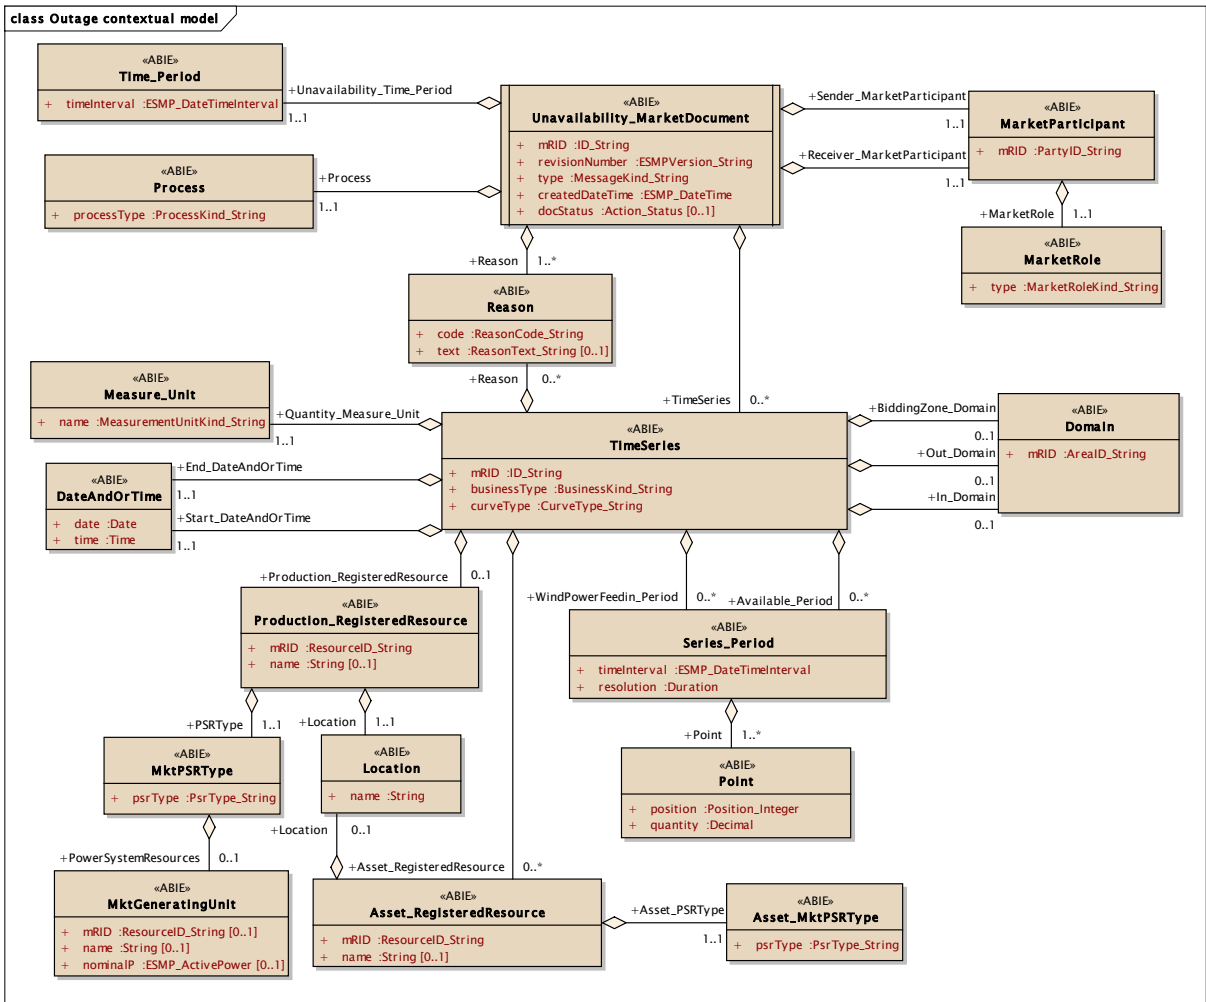 class Outage contextual model
«ABIE»
Time_Period
+ timeInterval :ESMP_DateTimeInterval
+Unavailability_Time_Period
1..1
«ABIE»
Unavailability_MarketDocument
+ mRID :ID_String
+ revisionNumber :ESMPVersion_String
+ type :MessageKind_String
+ createdDateTime :ESMP_DateTime
+ docStatus :Action_Status [0..1]
+Sender_MarketParticipant
1..1
+Receiver_MarketParticipant
1..1
«ABIE»
MarketParticipant
+ mRID :PartyID_String
«ABIE»
Process
+ processType :ProcessKind_String
+Process
1..1
+MarketRole 1..1
«ABIE»
MarketRole
+ type :MarketRoleKind_String
+Reason 1..*
«ABIE»
Reason
+ code :ReasonCode_String
+ text :ReasonText_String [0..1]
+Reason 0..*
+TimeSeries 0..*
«ABIE»
Measure_Unit
+ name :MeasurementUnitKind_String
+Quantity_Measure_Unit
1..1
«ABIE»
DateAndOrTime
+ date :Date
+ time :Time
+End_DateAndOrTime
1..1
+Start_DateAndOrTime
1..1
«ABIE»
TimeSeries
+ mRID :ID_String
+ businessType :BusinessKind_String
+ curveType :CurveType_String
+BiddingZone_Domain
0..1
+Out_Domain
0..1
+In_Domain
0..1
«ABIE»
Domain
+ mRID :AreaID_String
+Production_RegisteredResource 0..1
«ABIE»
Production_RegisteredResource
+ mRID :ResourceID_String
+ name :String [0..1]
+WindPowerFeedin_Period 0..*
+Available_Period 0..*
«ABIE»
Series_Period
+ timeInterval :ESMP_DateTimeInterval
+ resolution :Duration
+PSRType 1..1
+Location 1..1
+Point 1..*
«ABIE»
MktPSRType
+ psrType :PsrType_String
«ABIE»
Location
+ name :String
«ABIE»
Point
+ position :Position_Integer
+ quantity :Decimal
+Location 0..1
+PowerSystemResources 0..1
+Asset_RegisteredResource 0..*
«ABIE»
MktGeneratingUnit
+ mRID :ResourceID_String [0..1]
+ name :String [0..1]
+ nominalP :ESMP_ActivePower [0..1]
«ABIE»
Asset_RegisteredResource
+ mRID :ResourceID_String
+ name :String [0..1]
+Asset_PSRType
1..1
«ABIE»
Asset_MktPSRType
+ psrType :PsrType_String